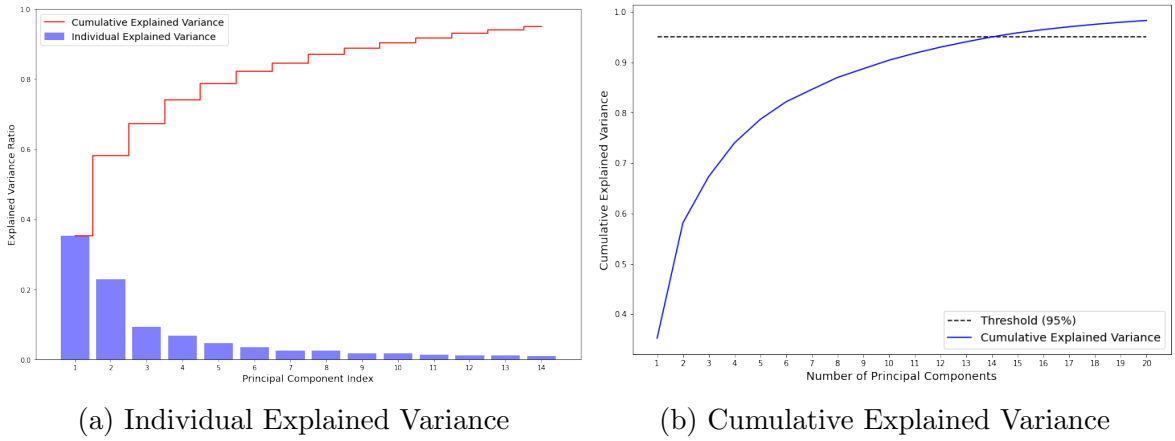 Cumulative Explained Variance
Individual Explained Variance
1.0
0.8
0.6
0.4
0.2
0.0
Explained Variance Ratio
1 2 3 4 5 6 7 8 9 10 11 12 13 14
Principal Component Index
(a) Individual Explained Variance
1.0
0.9
0.8
0.7
0.6
0.5
0.4
Cumulative Explained Variance
Threshold (95%)
Cumulative Explained Variance
1 2 3 4 5 6 7 8 9 10 11 12 13 14 15 16 17 18 19 20
Number of Principal Components
(b) Cumulative Explained Variance